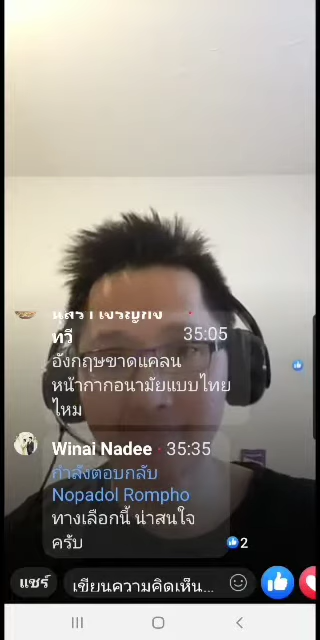 ทวี
35:05
อังกฤษขาดแคลน
หน้ากากอนามัยแบบไทย
ไหม
Winai Nadee · 35:35
กำลังตอบกลับ
Nopadol Rompho
ทางเลือกนี้ น่าสนใจ
ครับ
2
แชร์
เขียนความคิดเห็น...